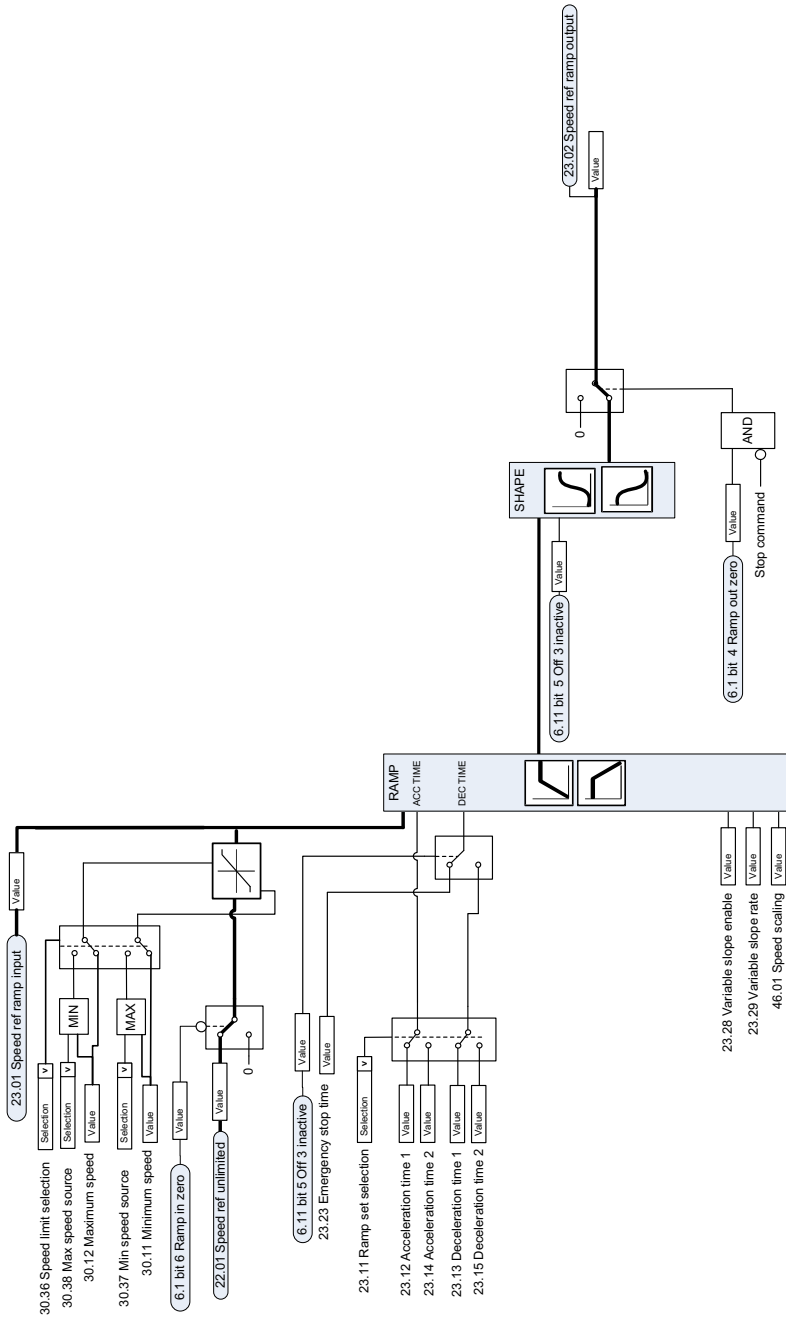 23.01 Speed ref ramp input
Value
30.36 Speed limit selection
Selection v
30.38 Max speed source
Selection v
MIN
30.12 Maximum speed
Value
30.37 Min speed source
Selection v
MAX
30.11 Minimum speed
Value
6.1 bit 6 Ramp in zero
Value
22.01 Speed ref unlimited
Value
0
6.11 bit 5 Off 3 inactive
Value
23.23 Emergency stop time
Value
23.11 Ramp set selection
Selection v
23.12 Acceleration time 1
Value
23.14 Acceleration time 2
Value
23.13 Deceleration time 1
Value
23.15 Deceleration time 2
Value
RAMP
ACC TIME
DEC TIME
23.28 Variable slope enable
Value
23.29 Variable slope rate
Value
46.01 Speed scaling
Value
SHAPE
6.11 bit 5 Off 3 inactive
Value
0
6.1 bit 4 Ramp out zero
Value
Stop command
AND
23.02 Speed ref ramp output
Value